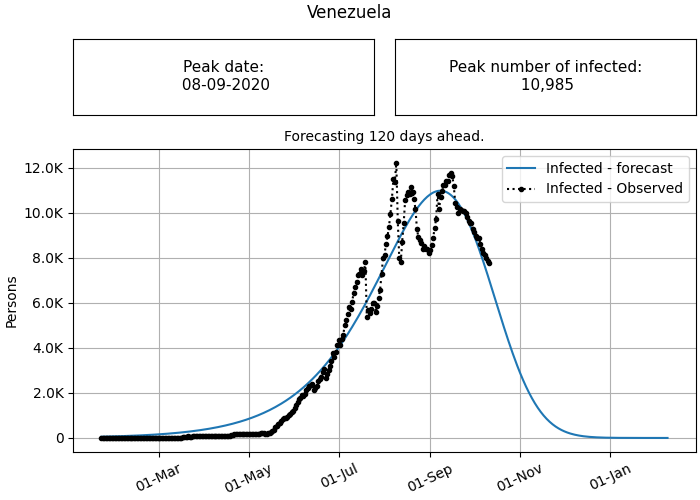 Venezuela
Peak date:
08-09-2020
Peak number of infected:
10,985
Forecasting 120 days ahead.
Infected - forecast
Infected - Observed
12.0K
10.0K
8.0K
6.0K
4.0K
2.0K
0
Persons
01-Mar
01-May
01-Jul
01-Sep
01-Nov
01-Jan